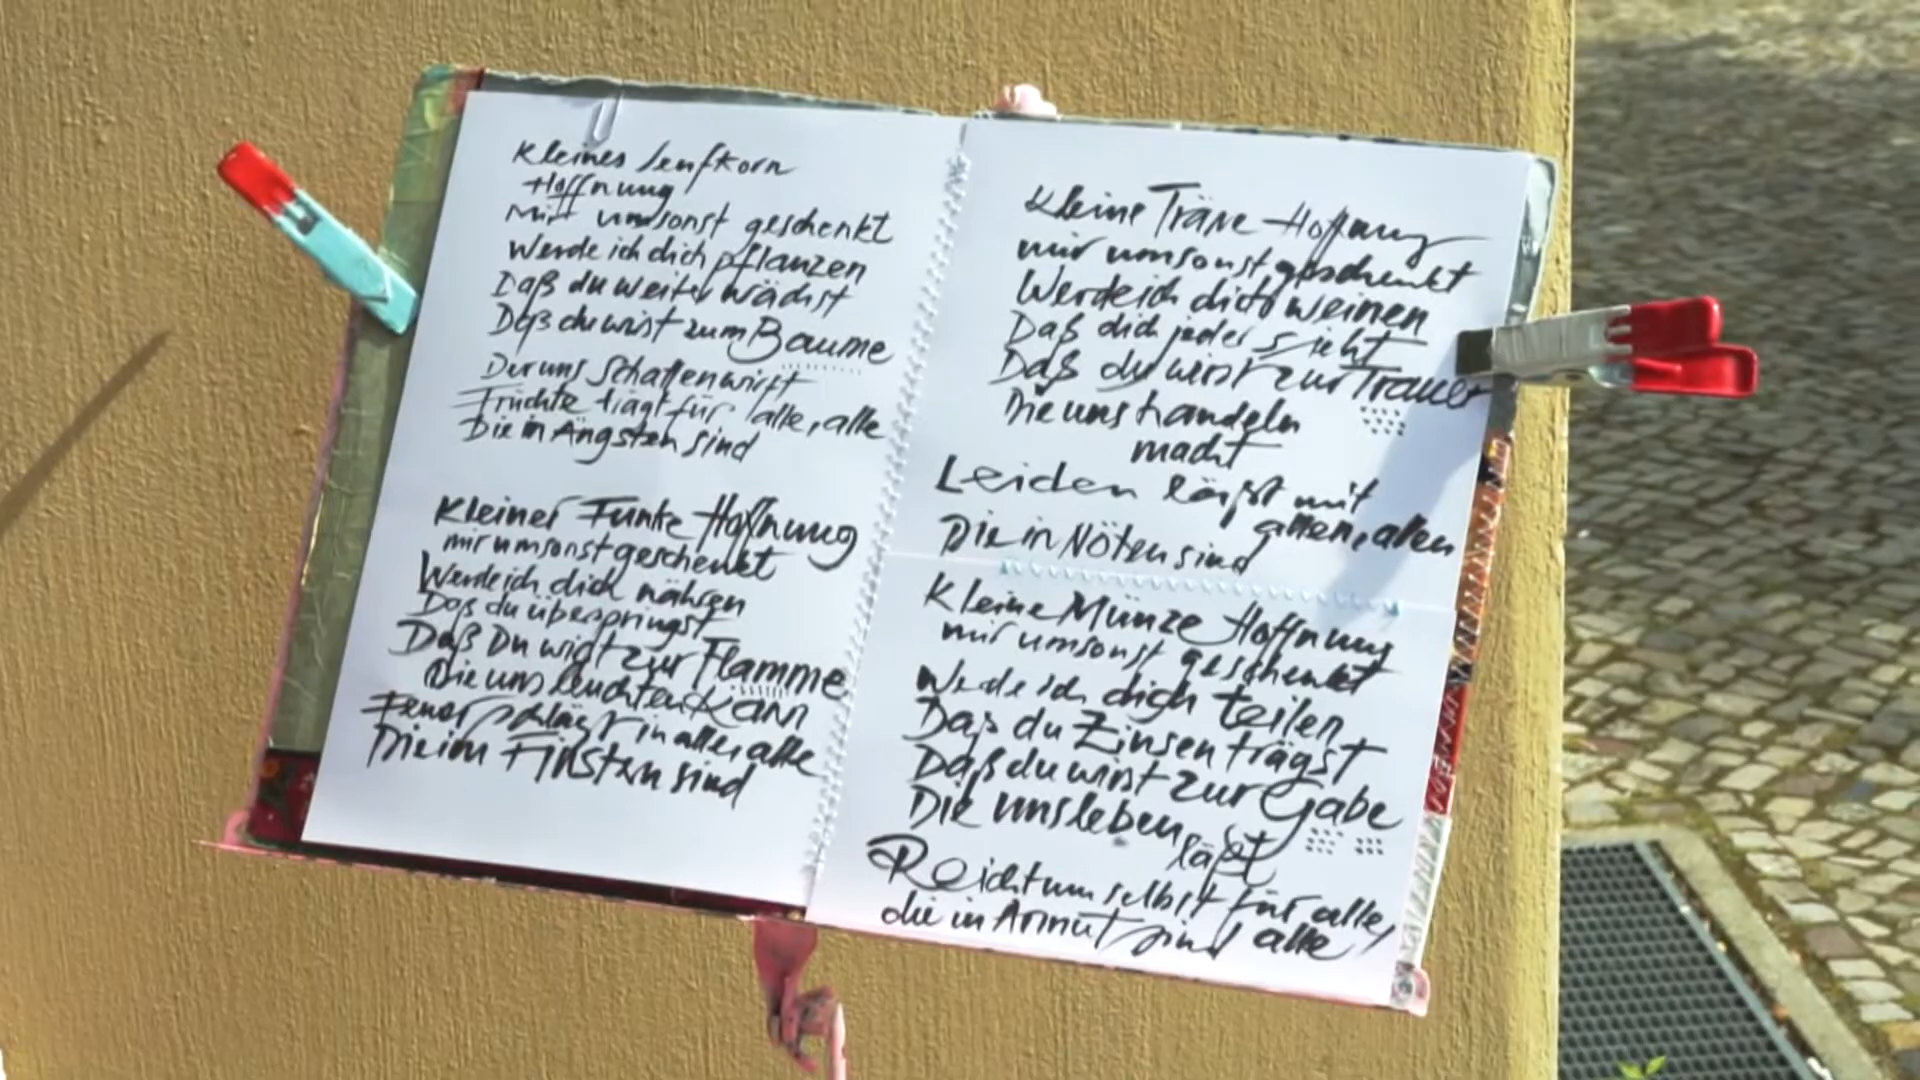 Kleines Senfkorn
Hoffnung
Mir umsonst geschenkt
Werde ich dich pflanzen
Daß du weiter wächst
Daß du wirst zum Baume
Der uns Schatten wirft
Früchte trägt für alle, alle
Die in Ängsten sind
Kleiner Funke Hoffnung
mir umsonst geschenkt
Werde ich dich nähren
Daß du überspringst
Daß Du wirst zur Flamme
Die uns leuchten kann
Feuer schlägt in allen, alle
Die im Finstern sind
Kleine Träne Hoffnung
mir umsonst geschenkt
Werde ich dich weinen
Daß dich jeder sieht
Daß du wirst zur Trauer
Die uns handeln
macht
Leiden läßt mit
allen, allen
Die in Nöten sind
Kleine Münze Hoffnung
mir umsonst geschenkt
Werde ich dich teilen
Daß du Zinsen trägst
Daß du wirst zur Gabe
Die uns leben
läßt
Reichtum selbst für alle,
die in Armut sind alle